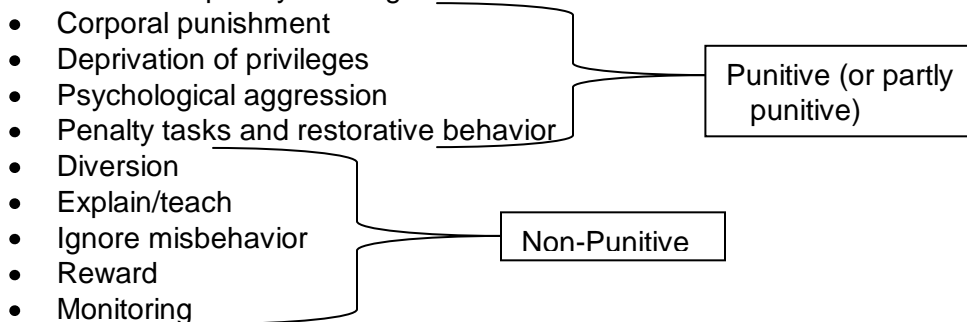 • Corporal punishment
• Deprivation of privileges
• Psychological aggression
• Penalty tasks and restorative behavior
Punitive (or partly
punitive)
• Diversion
• Explain/teach
• Ignore misbehavior
• Reward
• Monitoring
Non-Punitive